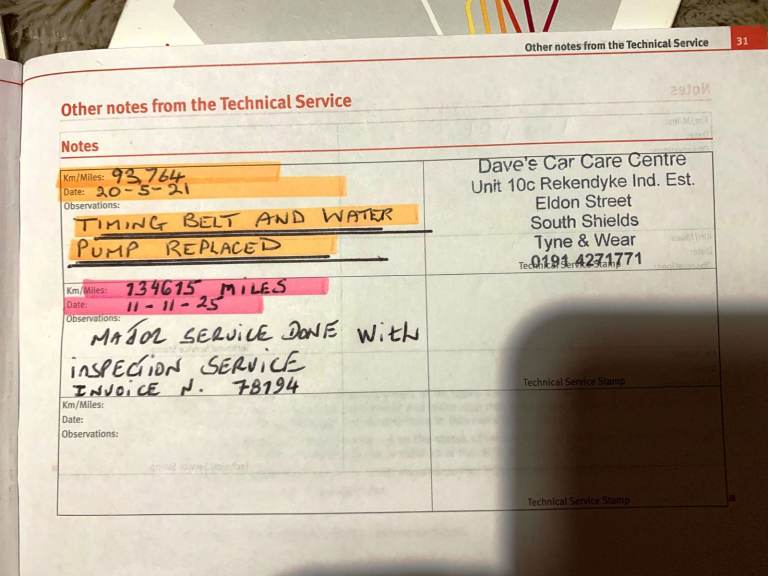 Other notes from the Technical Service 31
Other notes from the Technical Service
Notes
Km/Miles: 93,764
Date: 20-5-21
Observations:
TIMING BELT AND WATER
PUMP REPLACED
Dave's Car Care Centre
Unit 10c Rekendyke Ind. Est.
Eldon Street
South Shields
Tyne & Wear
0191 4271771
Technical Service Stamp
Km/Miles: 134615 MILES
Date: 11-11-25
Observations:
MAJOR SERVICE DONE With
iNSPECTION SERVICE
INVOiCE N. 78194
Technical Service Stamp
Km/Miles:
Date:
Observations:
Technical Service Stamp